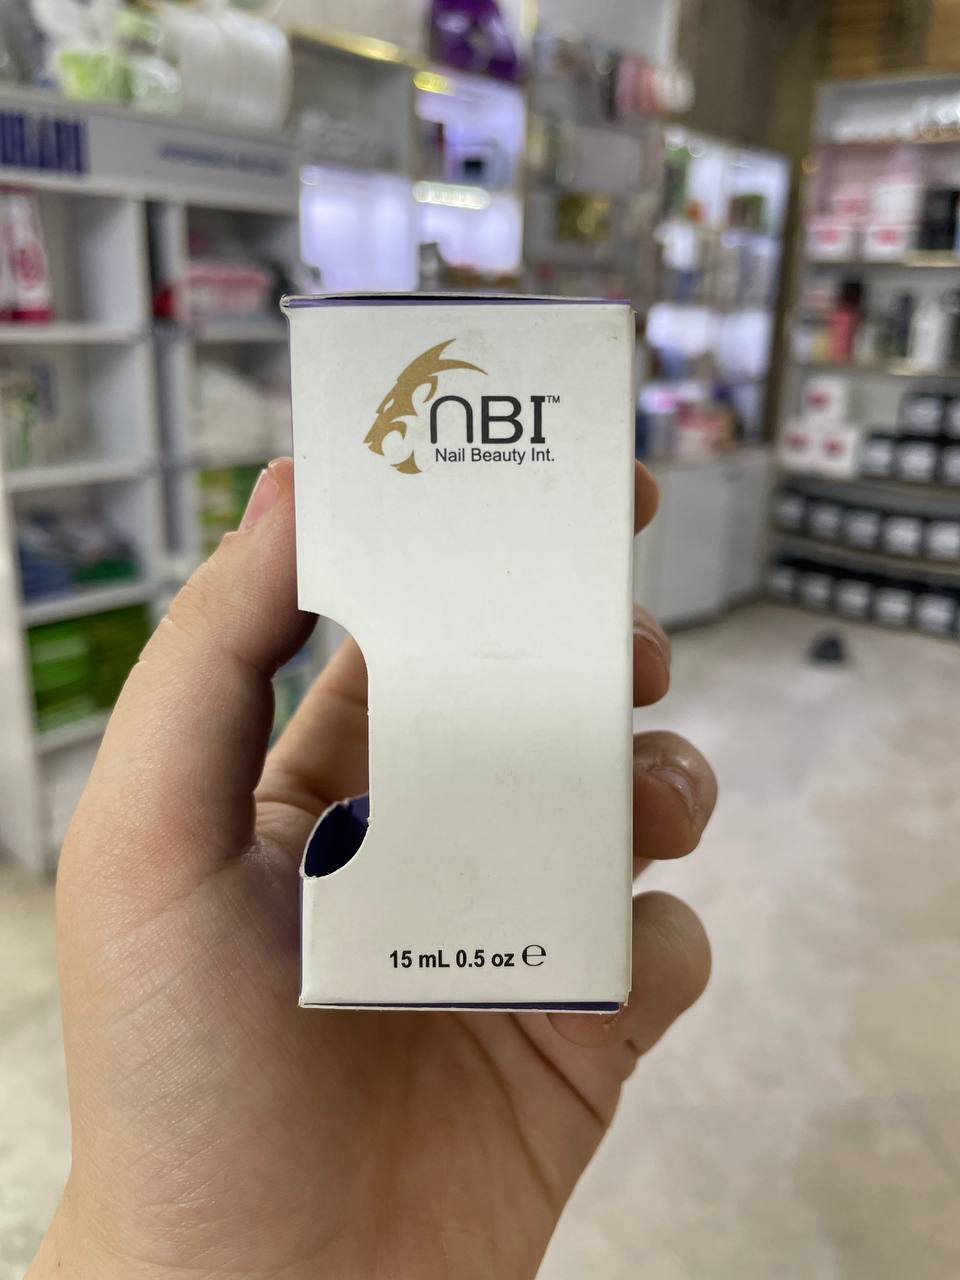 NBI™
Nail Beauty Int.
15 mL 0.5 oz ℮